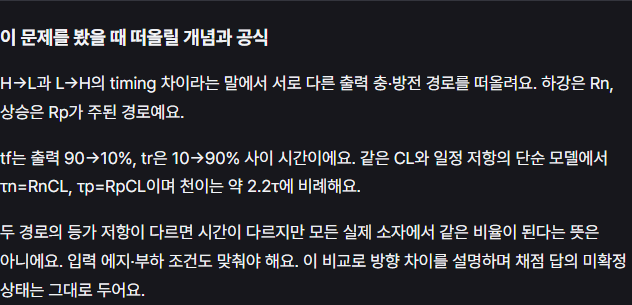 이 문제를 봤을 때 떠올릴 개념과 공식
H→L과 L→H의 timing 차이라는 말에서 서로 다른 출력 충·방전 경로를 떠올려요. 하강은 Rn,
상승은 Rp가 주된 경로예요.
tf는 출력 90→10%, tr은 10→90% 사이 시간이에요. 같은 CL와 일정 저항의 단순 모델에서
τn=RnCL, τp=RpCL이며 천이는 약 2.2τ에 비례해요.
두 경로의 등가 저항이 다르면 시간이 다르지만 모든 실제 소자에서 같은 비율이 된다는 뜻은
아니에요. 입력 에지·부하 조건도 맞춰야 해요. 이 비교로 방향 차이를 설명하며 채점 답의 미확정
상태는 그대로 두어요.